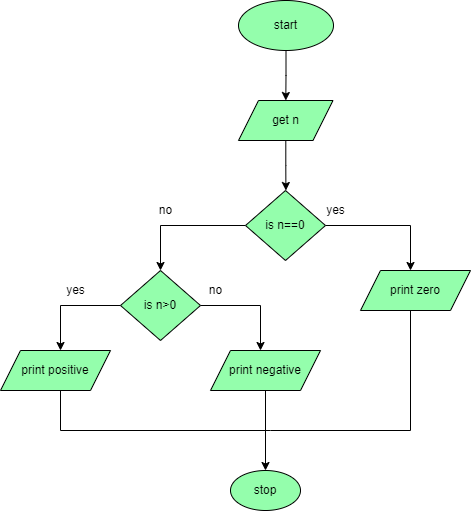 start
get n
is n==0
no
yes
print zero
is n>0
yes
no
print positive
print negative
stop